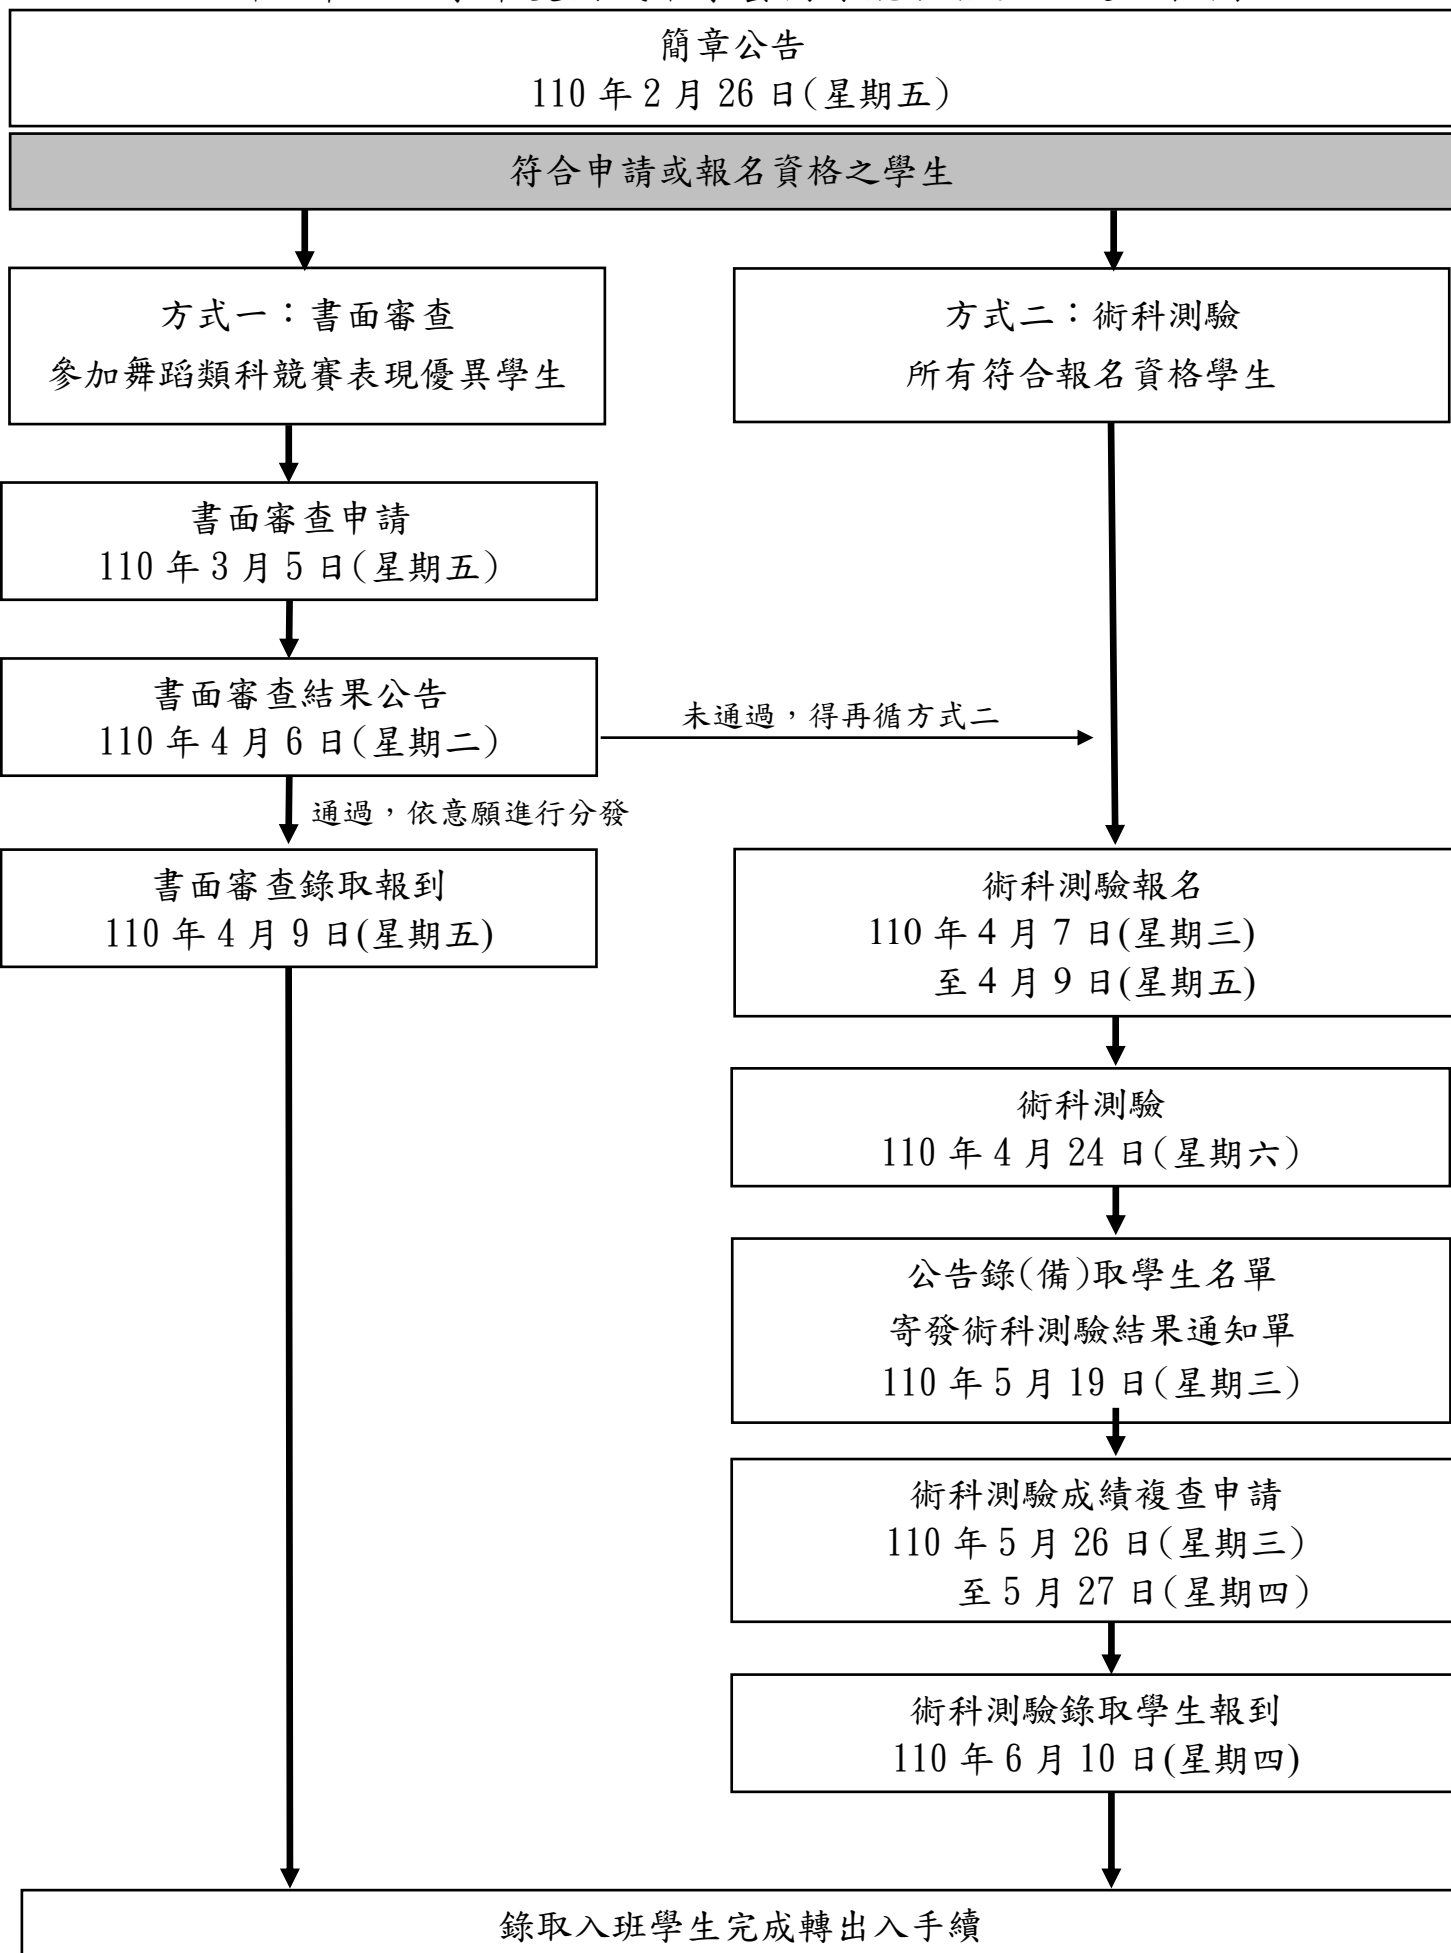 簡章公告
110 年 2 月 26 日(星期五)
符合申請或報名資格之學生
方式一：書面審查
參加舞蹈類科競賽表現優異學生
方式二：術科測驗
所有符合報名資格學生
書面審查申請
110 年 3 月 5 日(星期五)
書面審查結果公告
110 年 4 月 6 日(星期二)
未通過，得再循方式二
通過，依意願進行分發
書面審查錄取報到
110 年 4 月 9 日(星期五)
術科測驗報名
110 年 4 月 7 日(星期三)
至 4 月 9 日(星期五)
術科測驗
110 年 4 月 24 日(星期六)
公告錄(備)取學生名單
寄發術科測驗結果通知單
110 年 5 月 19 日(星期三)
術科測驗成績複查申請
110 年 5 月 26 日(星期三)
至 5 月 27 日(星期四)
術科測驗錄取學生報到
110 年 6 月 10 日(星期四)
錄取入班學生完成轉出入手續